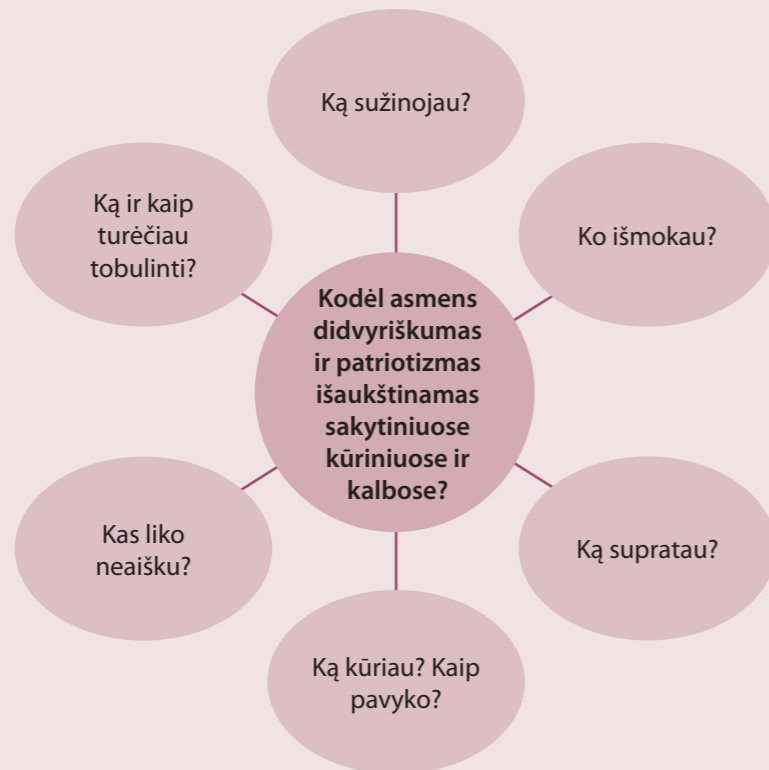 Ką sužinojau?
Ką ir kaip
turėčiau
tobulinti?
Ko išmokau?
Kodėl asmens
didvyriškumas
ir patriotizmas
išaukštinamas
sakytiniuose
kūriniuose ir
kalbose?
Kas liko
neaišku?
Ką supratau?
Ką kūriau? Kaip
pavyko?